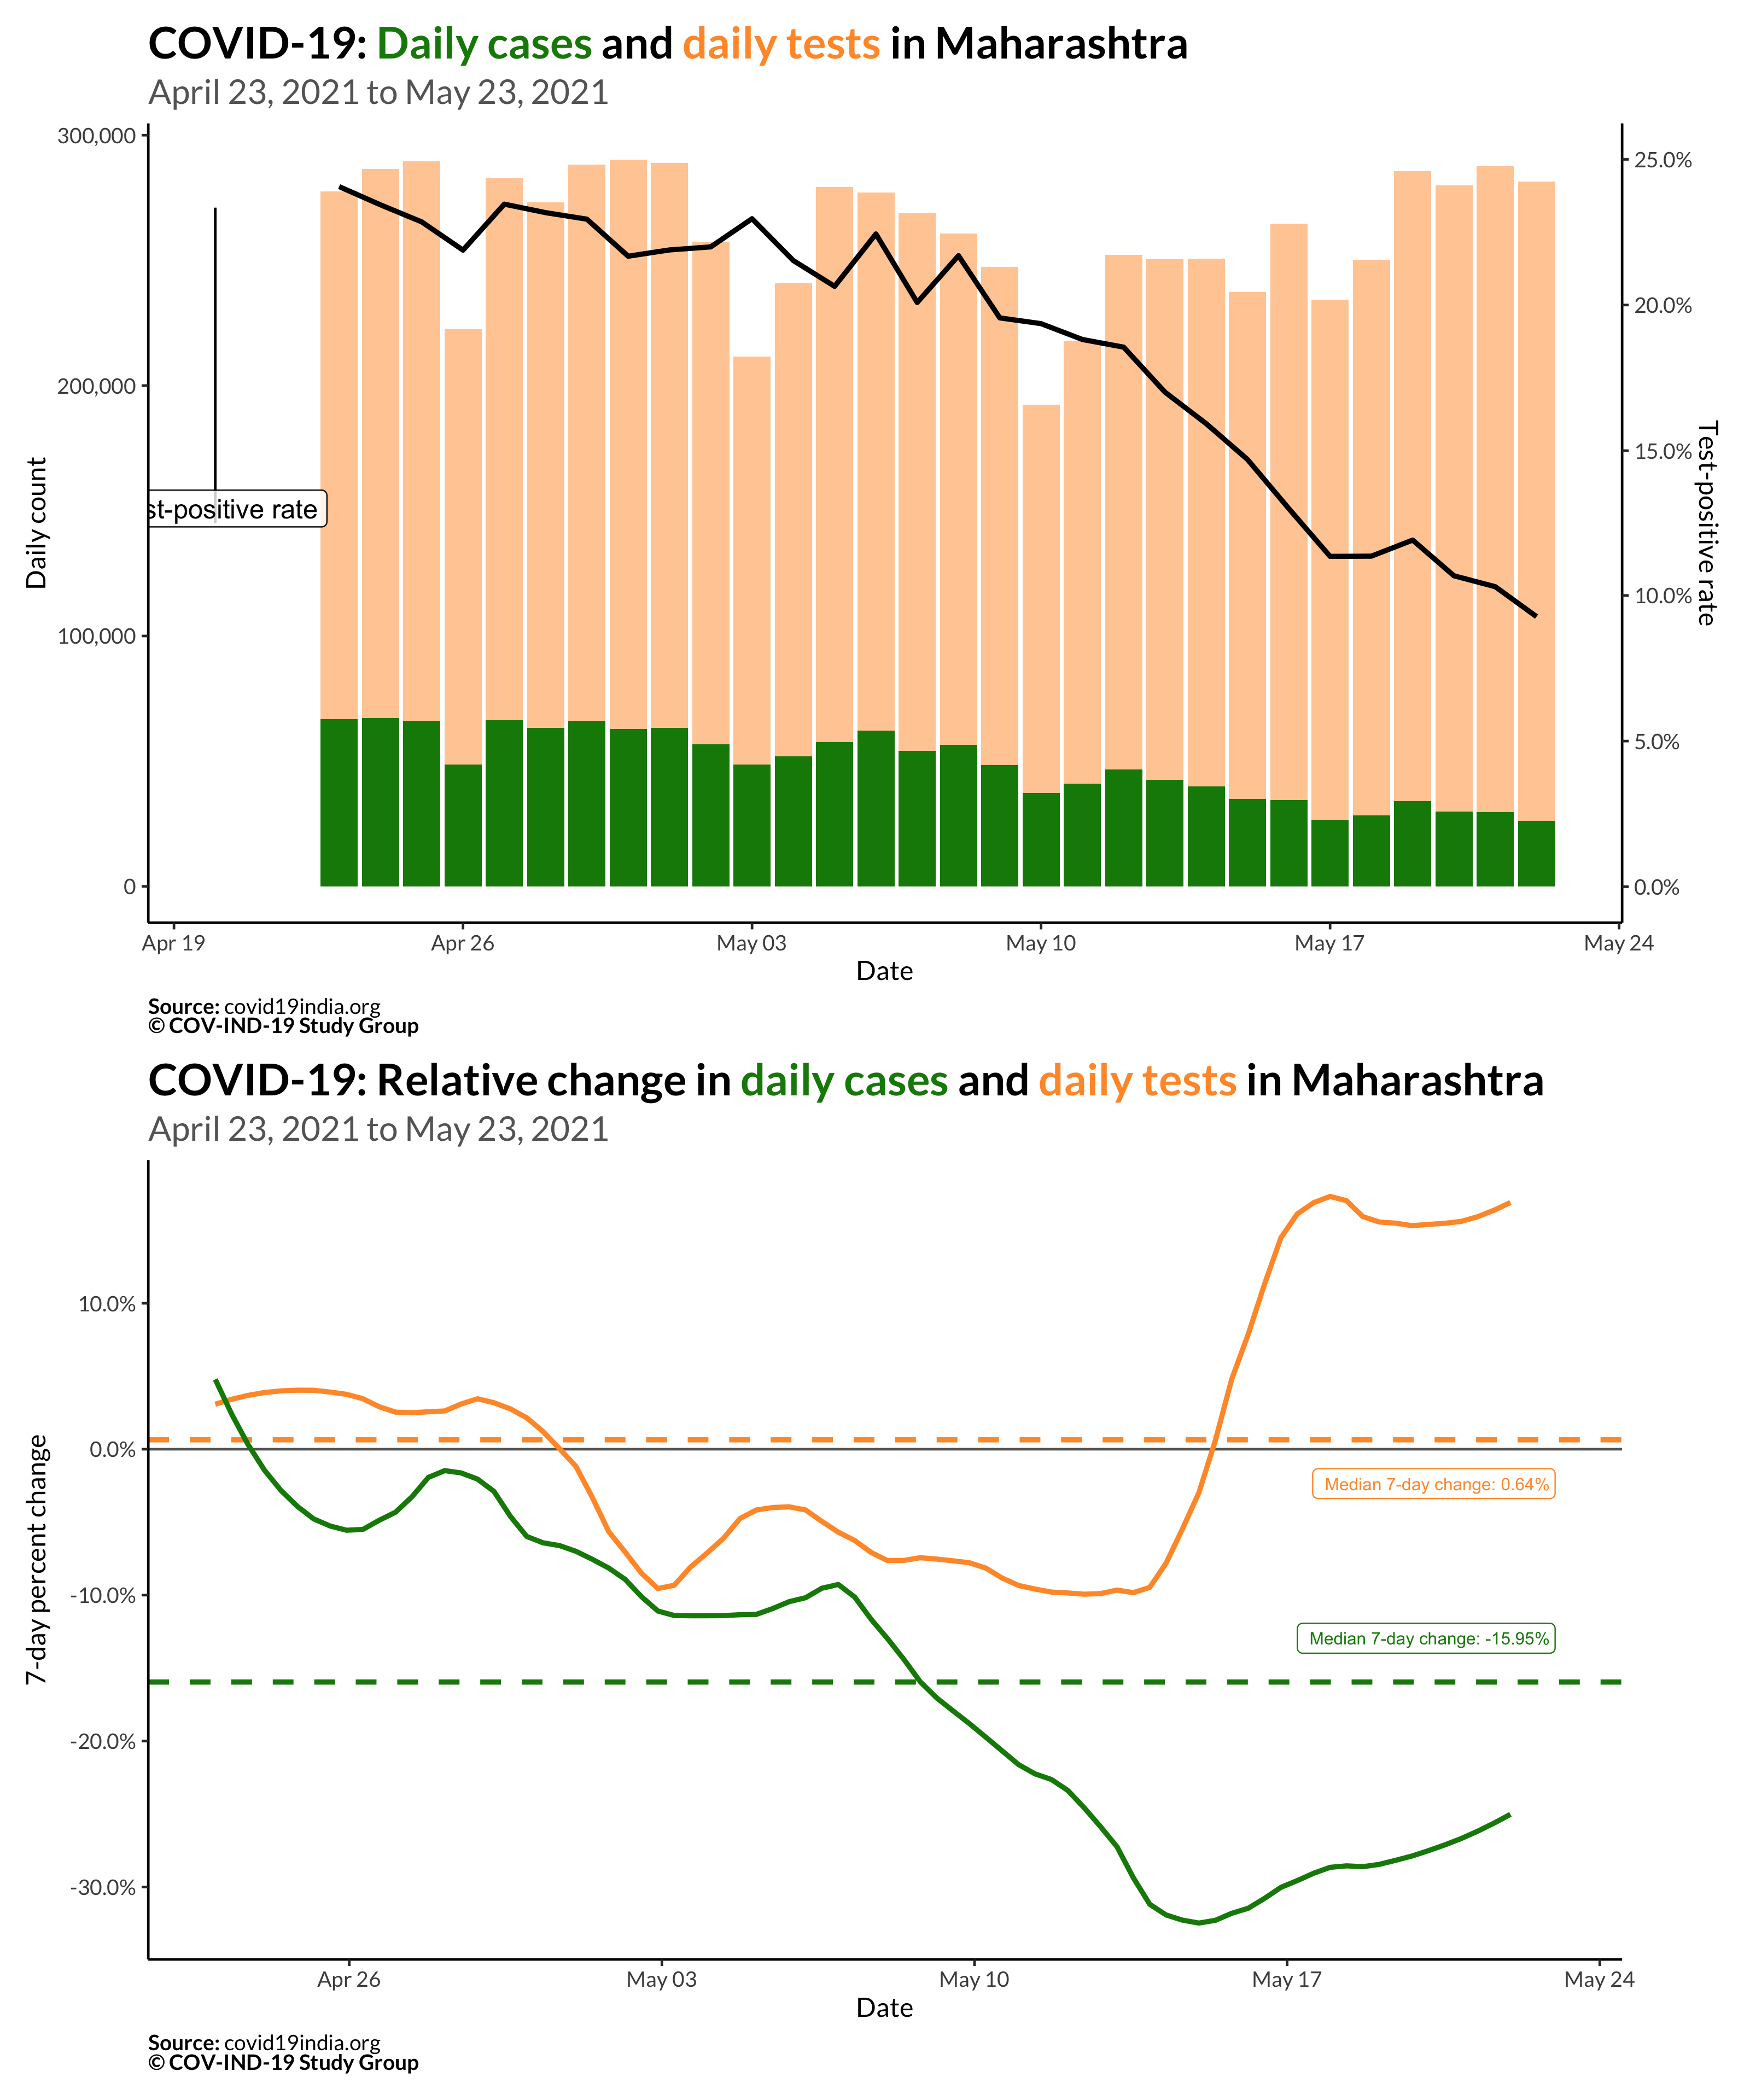 COVID-19: Daily cases and daily tests in Maharashtra
April 23, 2021 to May 23, 2021
300,000
200,000
100,000
0
Daily count
st-positive rate
25.0%
20.0%
15.0%
10.0%
5.0%
0.0%
Test-positive rate
Apr 19
Apr 26
May 03
May 10
May 17
May 24
Date
Source: covid19india.org
© COV-IND-19 Study Group
COVID-19: Relative change in daily cases and daily tests in Maharashtra
April 23, 2021 to May 23, 2021
10.0%
0.0%
-10.0%
-20.0%
-30.0%
7-day percent change
Median 7-day change: 0.64%
Median 7-day change: -15.95%
Apr 26
May 03
May 10
May 17
May 24
Date
Source: covid19india.org
© COV-IND-19 Study Group